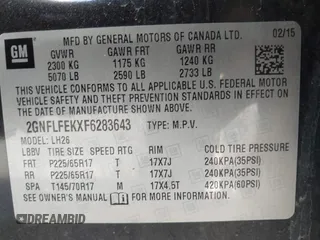 GM
MFD BY GENERAL MOTORS OF CANADA LTD.
02/15
GVWR GAWR FRT GAWR RR
2300 KG 1175 KG 1240 KG
5070 LB 2590 LB 2733 LB
THIS VEHICLE CONFORMS TO ALL APPLICABLE U.S. FEDERAL MOTOR
VEHICLE SAFETY, BUMPER, AND THEFT PREVENTION STANDARDS
IN EFFECT ON THE DATE OF MANUFACTURE SHOWN ABOVE.
2GNFLFEKXF6283643 TYPE: M.P.V.
MODEL: LH26
LBBV TIRE SIZE SPEED RTG RIM COLD TIRE PRESSURE
FRT P225/65R17 T 17X7J 240KPA(35PSI)
RR P225/65R17 T 17X7J 240KPA(35PSI)
SPA T145/70R17 M 17X4.5T 420KPA(60PSI)
SEE OWNER'S MANUAL FOR MORE INFORMATION.
DREAMBID